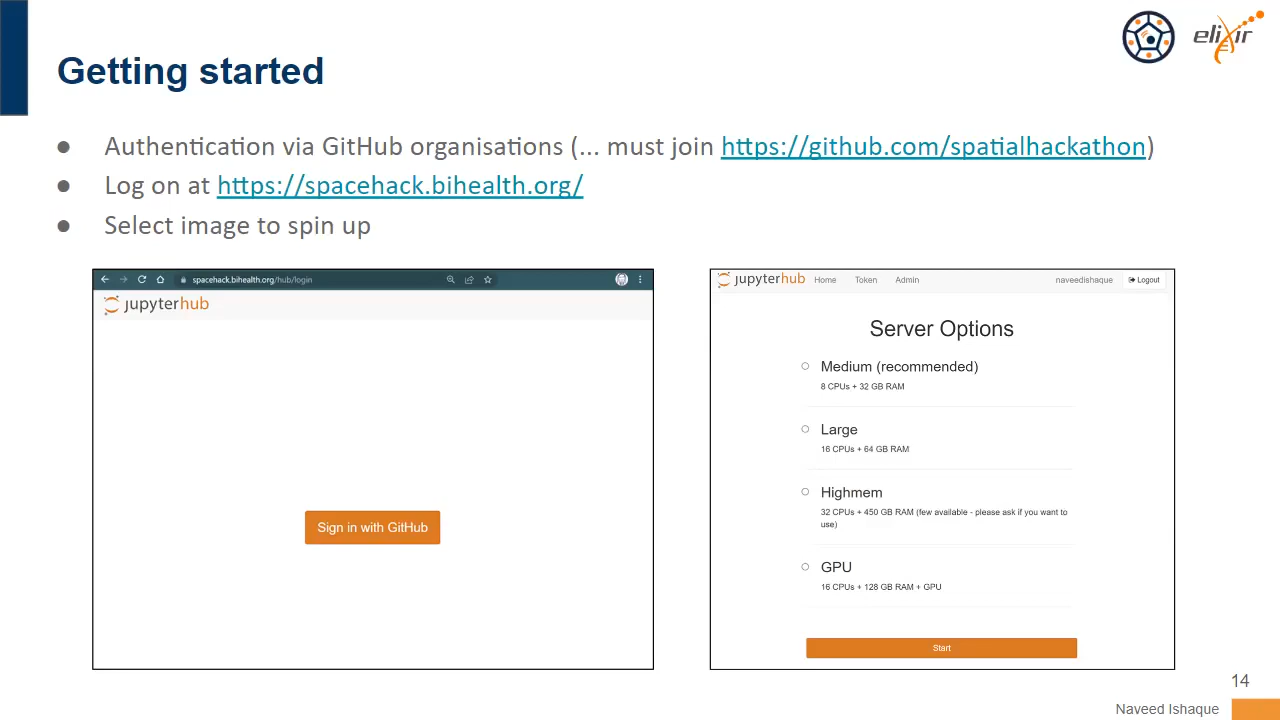 elixir
Getting started
● Authentication via GitHub organisations (... must join https://github.com/spatialhackathon)
● Log on at https://spacehack.bihealth.org/
● Select image to spin up
spacehack.bihealth.org/hub/login
jupyterhub
Sign in with GitHub
jupyterhub Home Token Admin naveedishaque Logout
Server Options
Medium (recommended)
8 CPUs + 32 GB RAM
Large
16 CPUs + 64 GB RAM
Highmem
32 CPUs + 450 GB RAM (few available - please ask if you want to
use)
GPU
16 CPUs + 128 GB RAM + GPU
Start
14
Naveed Ishaque